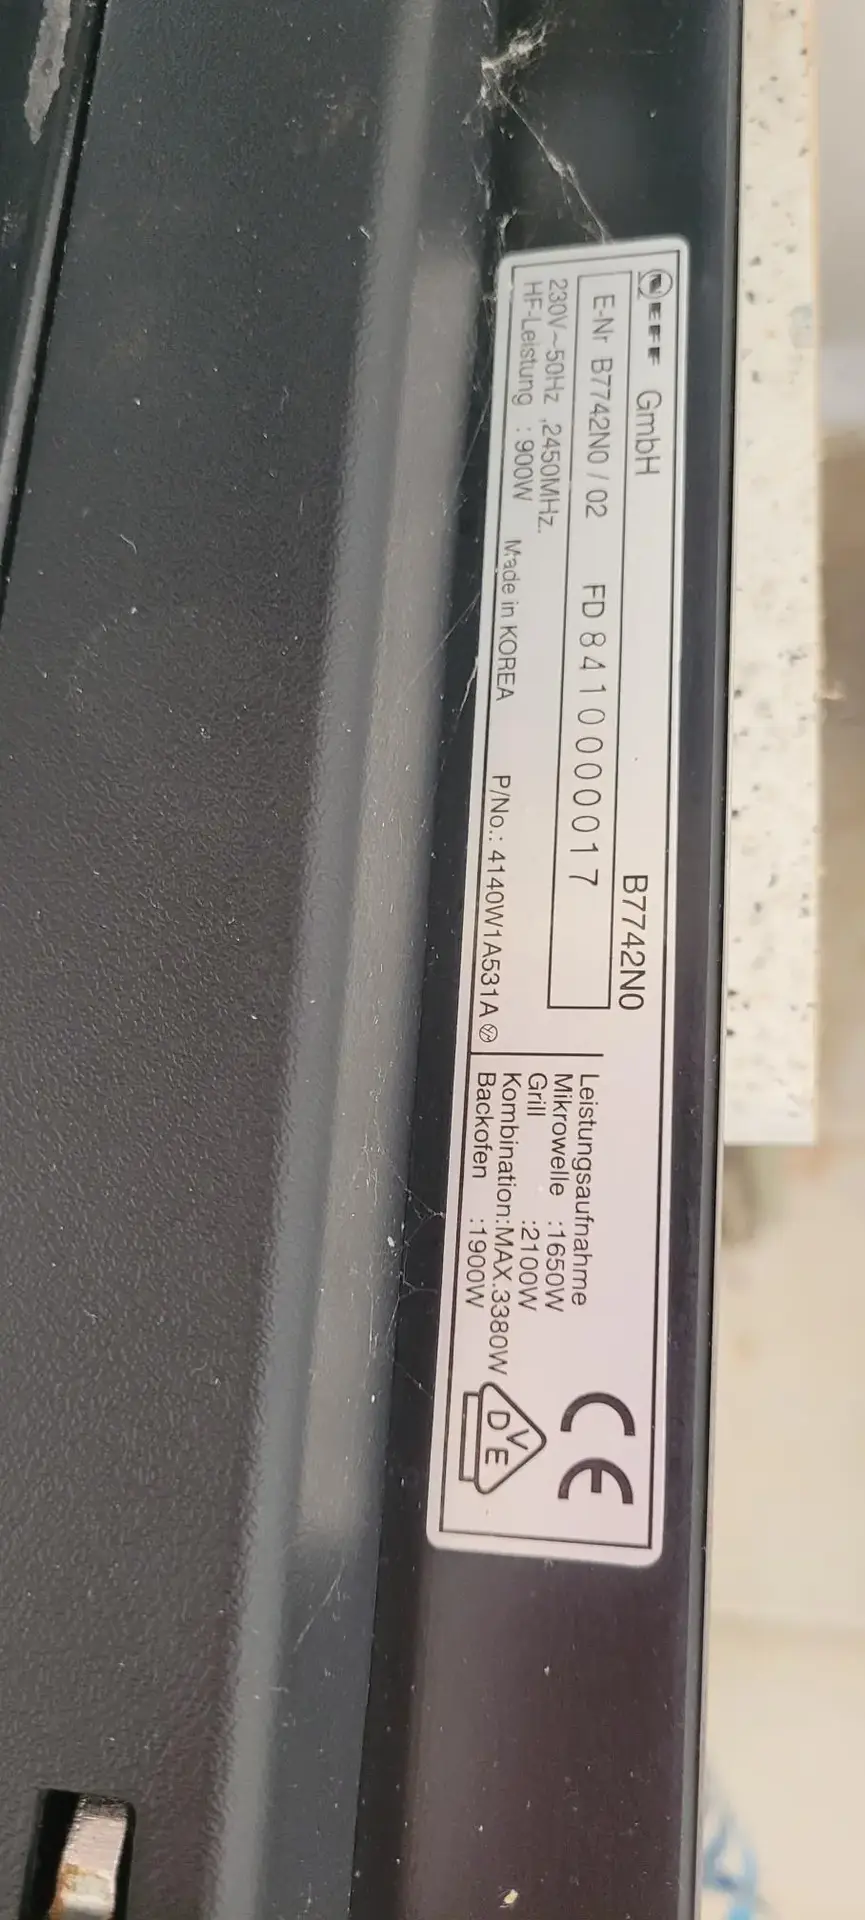 NEFF GmbH
B7742N0
E-Nr B7742N0 / 02 FD 8410000017
230V~50Hz ,2450MHz.
HF-Leistung : 900W Made in KOREA P/No.: 4140W1A531A
Leistungsaufnahme
Mikrowelle :1650W
Grill :2100W
Kombination:MAX.3380W
Backofen :1900W
CE
DVE